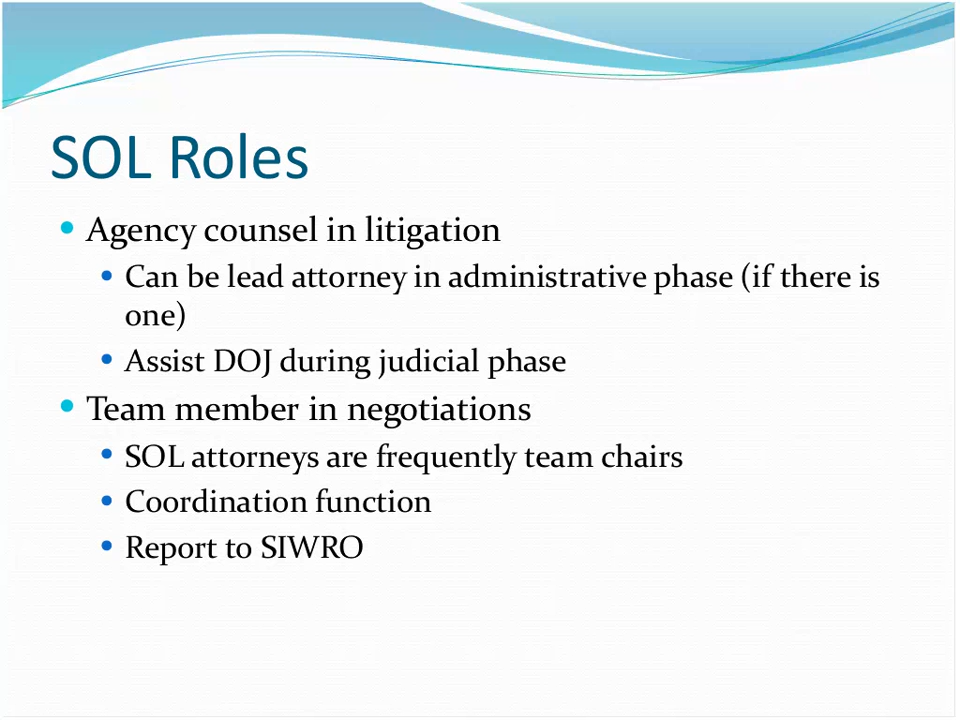 SOL Roles
• Agency counsel in litigation
• Can be lead attorney in administrative phase (if there is
one)
• Assist DOJ during judicial phase
• Team member in negotiations
• SOL attorneys are frequently team chairs
• Coordination function
• Report to SIWRO